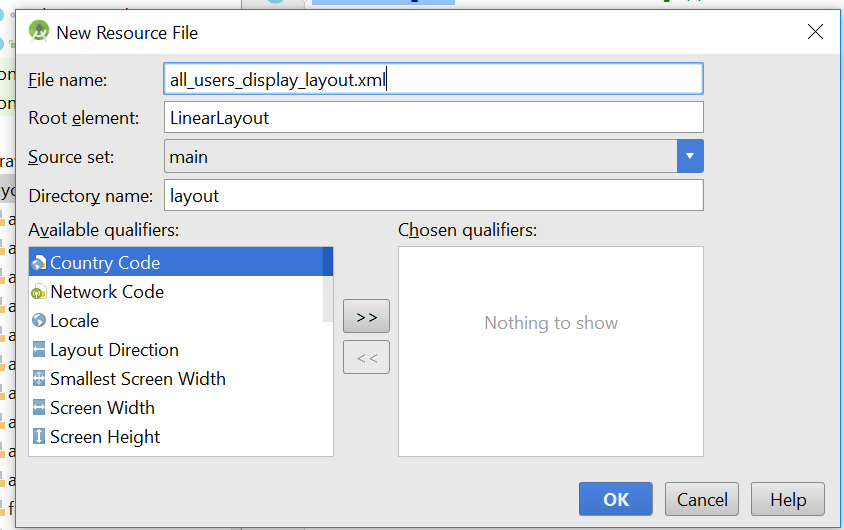 New Resource File
File name: all_users_display_layout.xml
Root element: LinearLayout
Source set: main
Directory name: layout
Available qualifiers: Chosen qualifiers:
Country Code
Network Code
Locale
Layout Direction
Smallest Screen Width
Screen Width
Screen Height
>>
<<
Nothing to show
OK Cancel Help